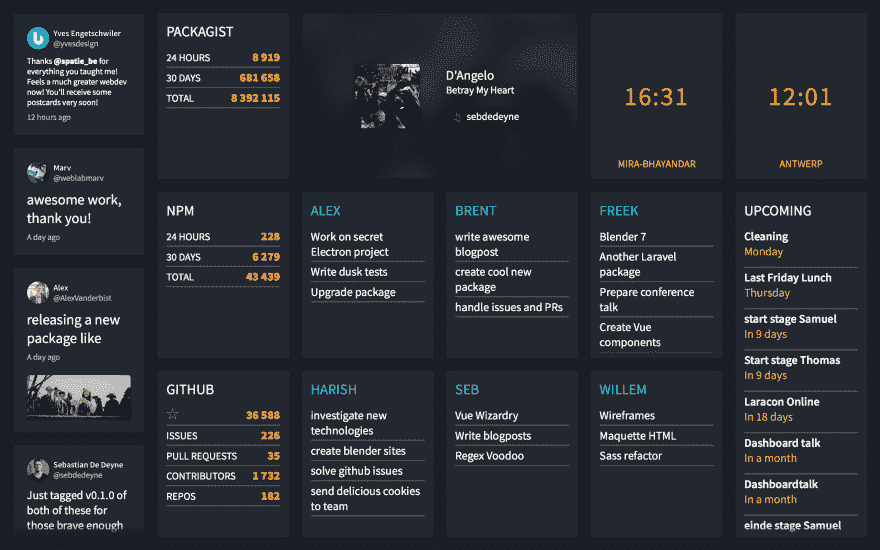 Yves Engetschwiler
@yvesdesign
Thanks @spatie_be for
everything you taught me!
Feels a much greater webdev
now! You'll receive some
postcards very soon!
12 hours ago
Marv
@weblabmarv
awesome work,
thank you!
A day ago
Alex
@AlexVanderbist
releasing a new
package like
A day ago
Sebastian De Deyne
@sebdedeyne
Just tagged v0.1.0 of
both of these for
those brave enough
PACKAGIST
24 HOURS 8 919
30 DAYS 681 658
TOTAL 8 392 115
NPM
24 HOURS 228
30 DAYS 6 279
TOTAL 43 439
GITHUB
☆ 36 588
ISSUES 226
PULL REQUESTS 35
CONTRIBUTORS 1 732
REPOS 182
D'Angelo
Betray My Heart
♫ sebdedeyne
16:31
MIRA-BHAYANDAR
12:01
ANTWERP
ALEX
Work on secret
Electron project
Write dusk tests
Upgrade package
BRENT
write awesome
blogpost
create cool new
package
handle issues and PRs
FREEK
Blender 7
Another Laravel
package
Prepare conference
talk
Create Vue
components
HARISH
investigate new
technologies
create blender sites
solve github issues
send delicious cookies
to team
SEB
Vue Wizardry
Write blogposts
Regex Voodoo
WILLEM
Wireframes
Maquette HTML
Sass refactor
UPCOMING
Cleaning
Monday
Last Friday Lunch
Thursday
start stage Samuel
In 9 days
Start stage Thomas
In 9 days
Laracon Online
In 18 days
Dashboard talk
In a month
Dashboardtalk
In a month
einde stage Samuel